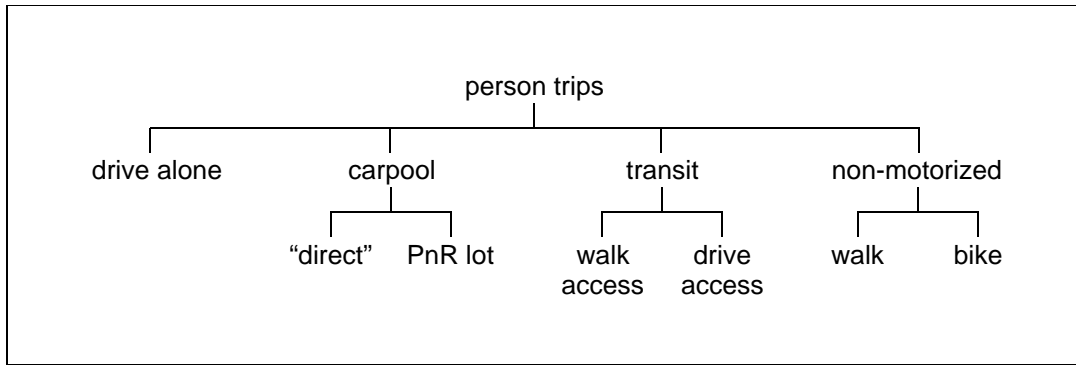 person trips
drive alone carpool transit non-motorized
“direct” PnR lot walk drive walk bike
access access